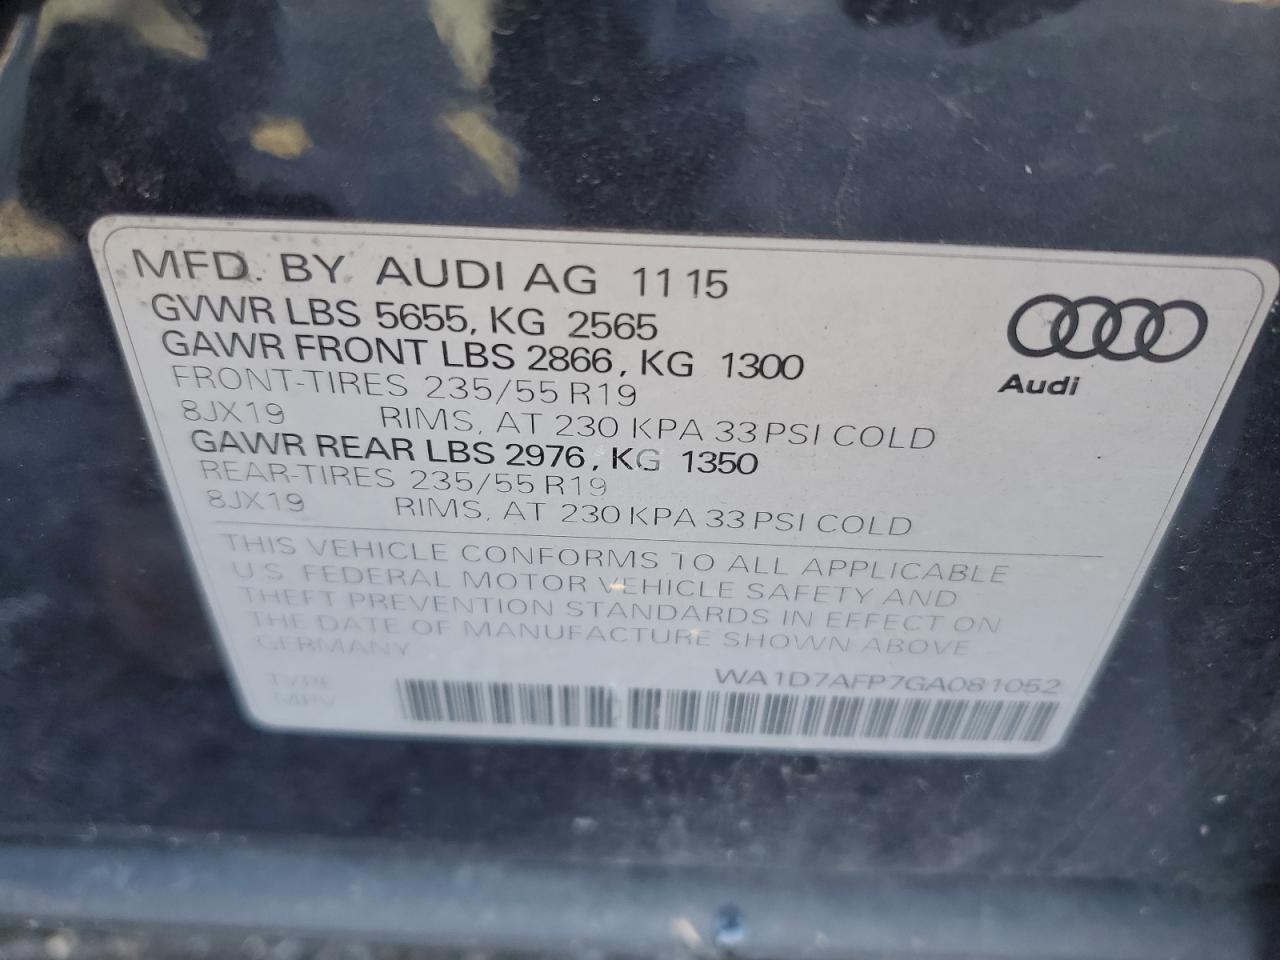 MFD. BY AUDI AG 11 15
GVWR LBS 5655, KG 2565
GAWR FRONT LBS 2866, KG 1300
FRONT-TIRES 235/55 R19
8JX19 RIMS, AT 230 KPA 33 PSI COLD
GAWR REAR LBS 2976, KG 1350
REAR-TIRES 235/55 R19
8JX19 RIMS, AT 230 KPA 33 PSI COLD
Audi
THIS VEHICLE CONFORMS TO ALL APPLICABLE
U.S. FEDERAL MOTOR VEHICLE SAFETY AND
THEFT PREVENTION STANDARDS IN EFFECT ON
THE DATE OF MANUFACTURE SHOWN ABOVE
GERMANY
WA1D7AFP7GA081052
TYPE
MPV